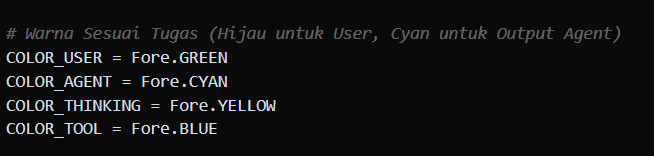 # Warna Sesuai Tugas (Hijau untuk User, Cyan untuk Output Agent)
COLOR_USER = Fore.GREEN
COLOR_AGENT = Fore.CYAN
COLOR_THINKING = Fore.YELLOW
COLOR_TOOL = Fore.BLUE